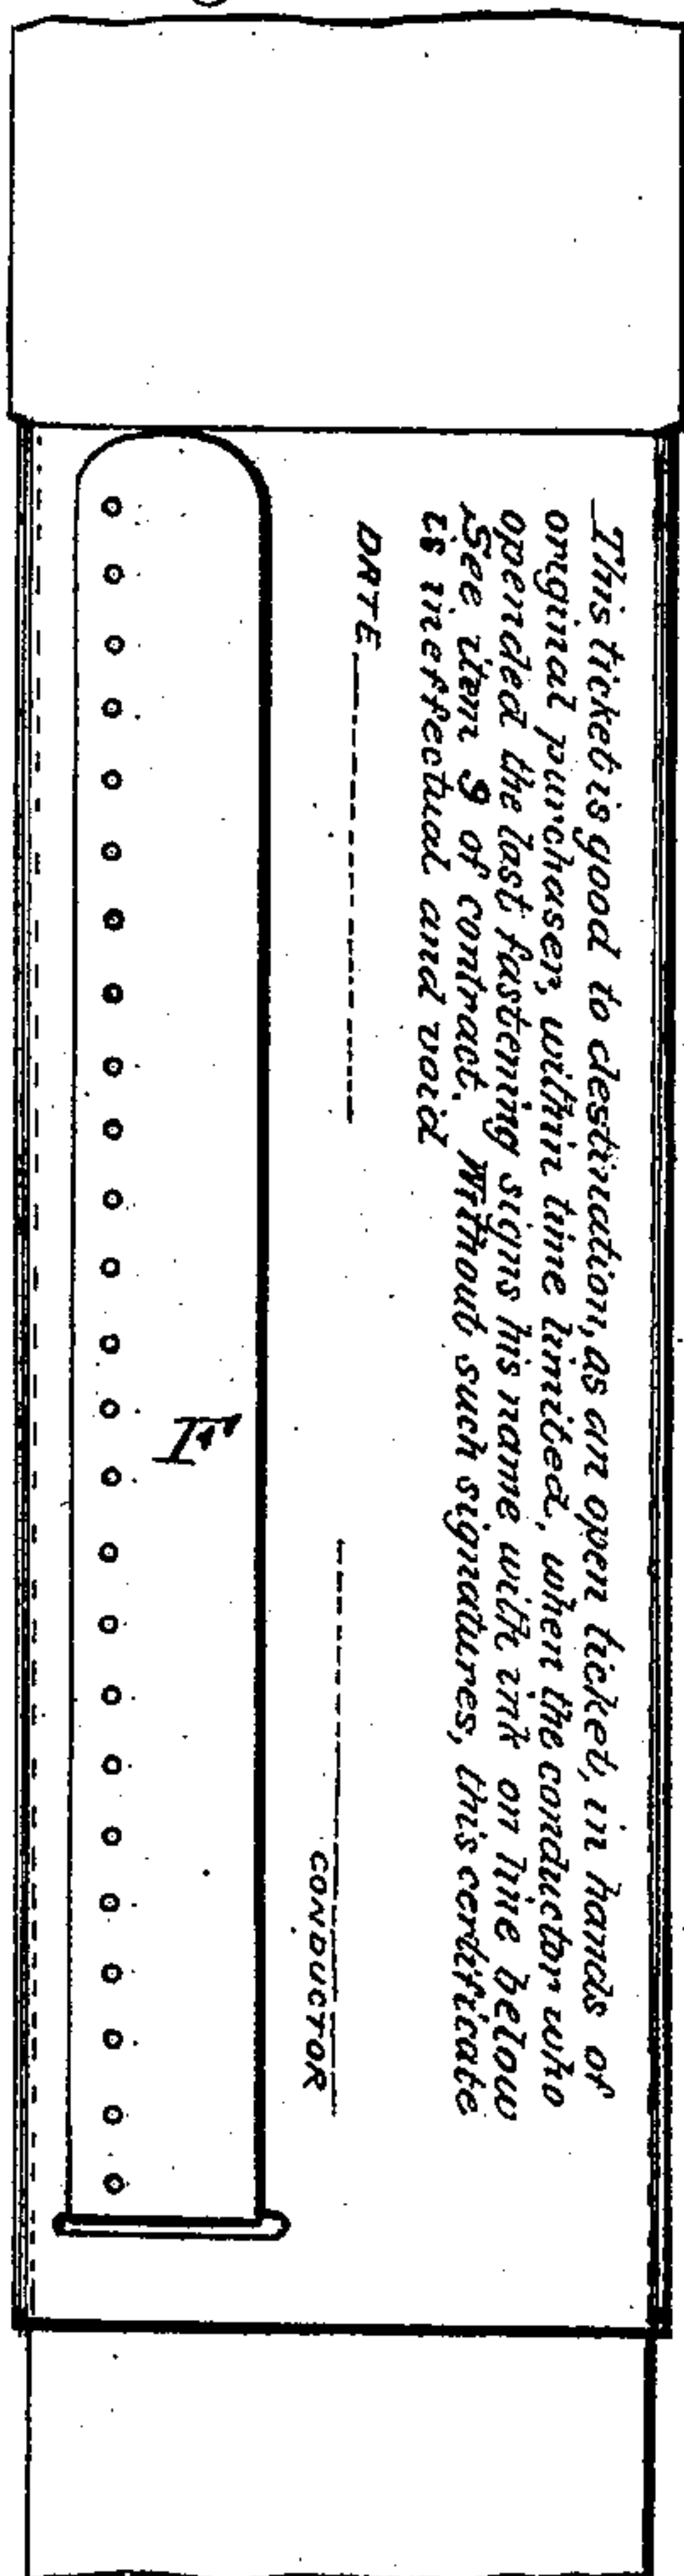 This ticket is good to destination, as an open ticket, in hands of
original purchaser, within time limited, when the conductor who
opened the last fastening signs his name with ink on line below
See item 9 of contract. Without such signatures, this certificate
is ineffectual and void
DATE
CONDUCTOR